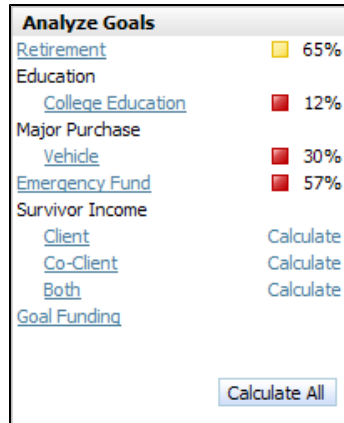 Analyze Goals
Retirement 65%
Education
College Education 12%
Major Purchase
Vehicle 30%
Emergency Fund 57%
Survivor Income
Client Calculate
Co-Client Calculate
Both Calculate
Goal Funding
Calculate All